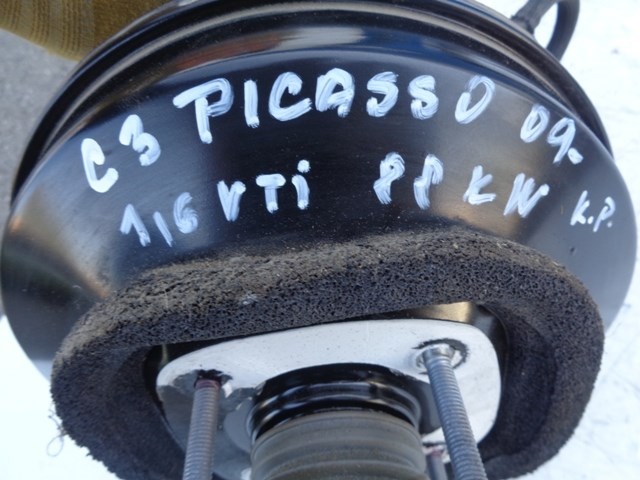 C3 PICASSO 09-
1,6 VTi 88 KW K.P.